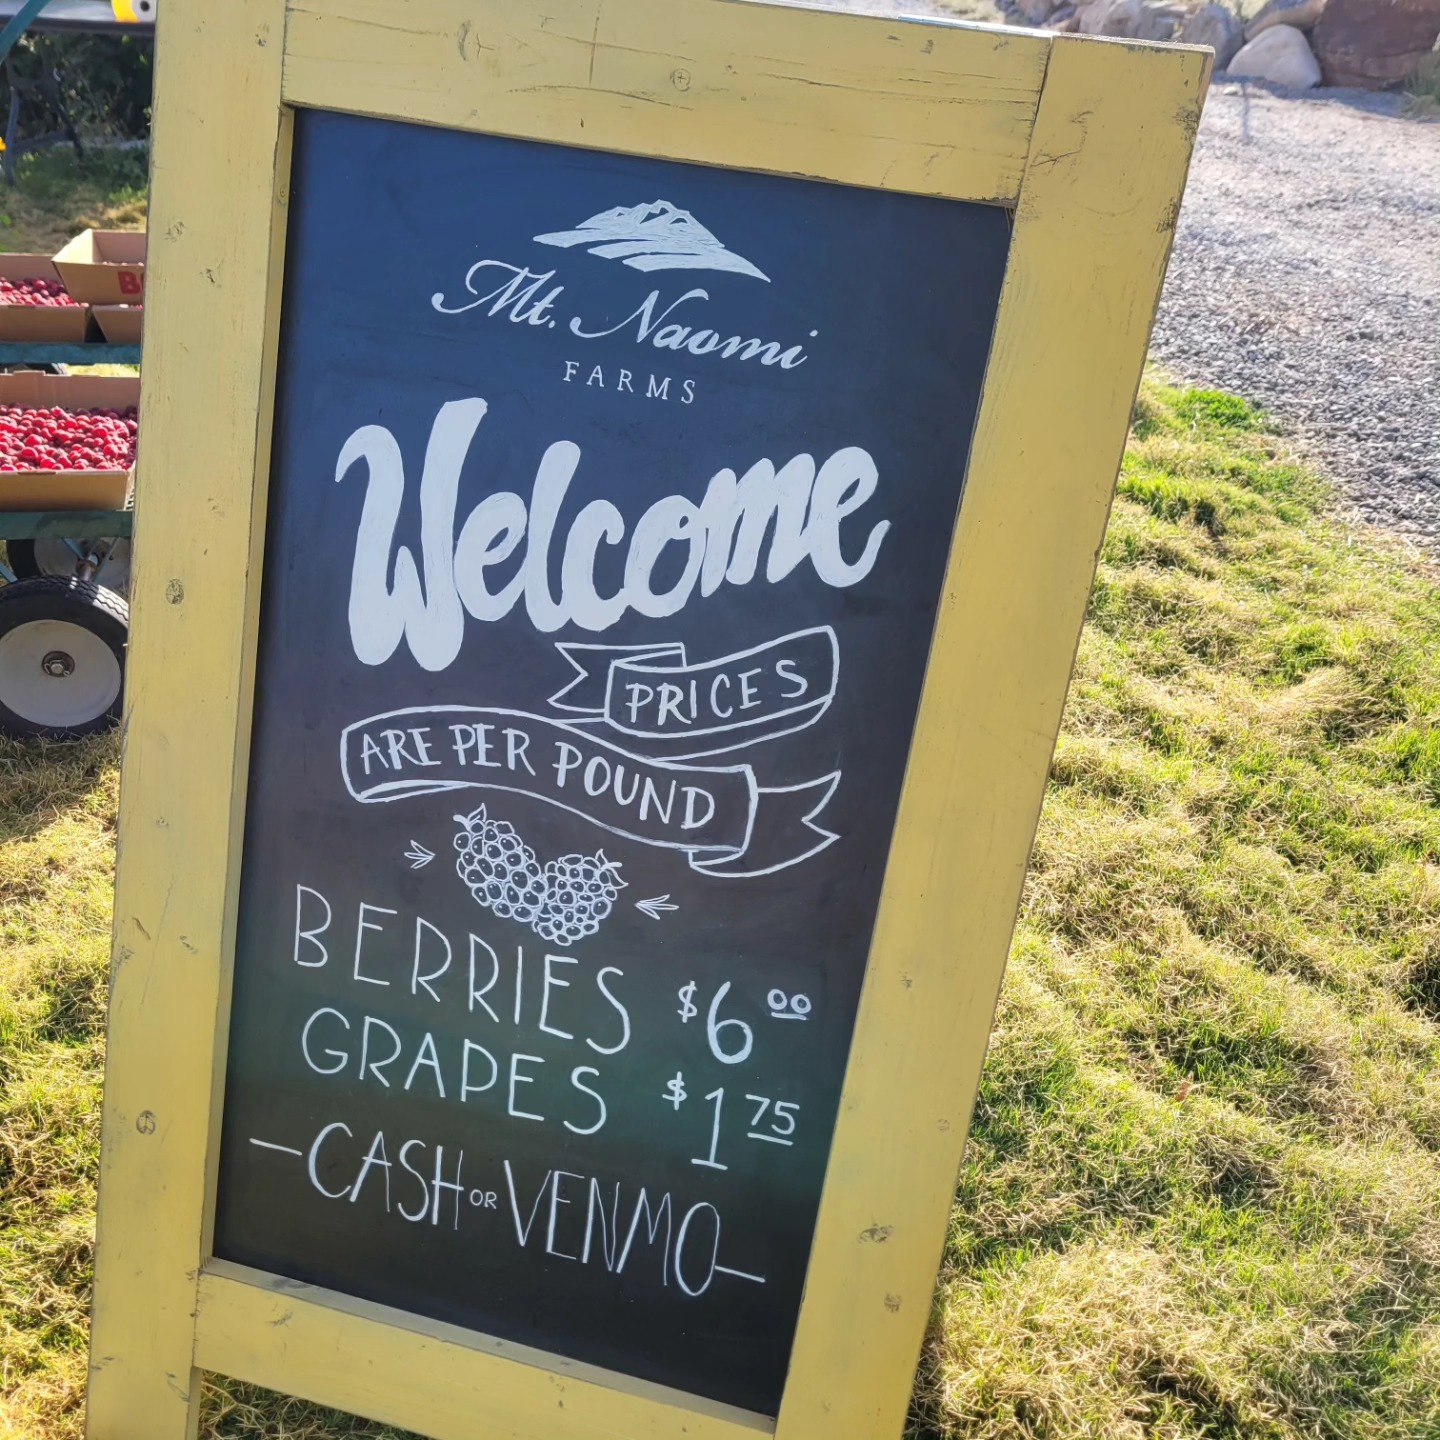 Mt. Naomi
FARMS
Welcome
PRICES
ARE PER POUND
BERRIES $6 00
GRAPES $1 75
—CASH OR VENMO—